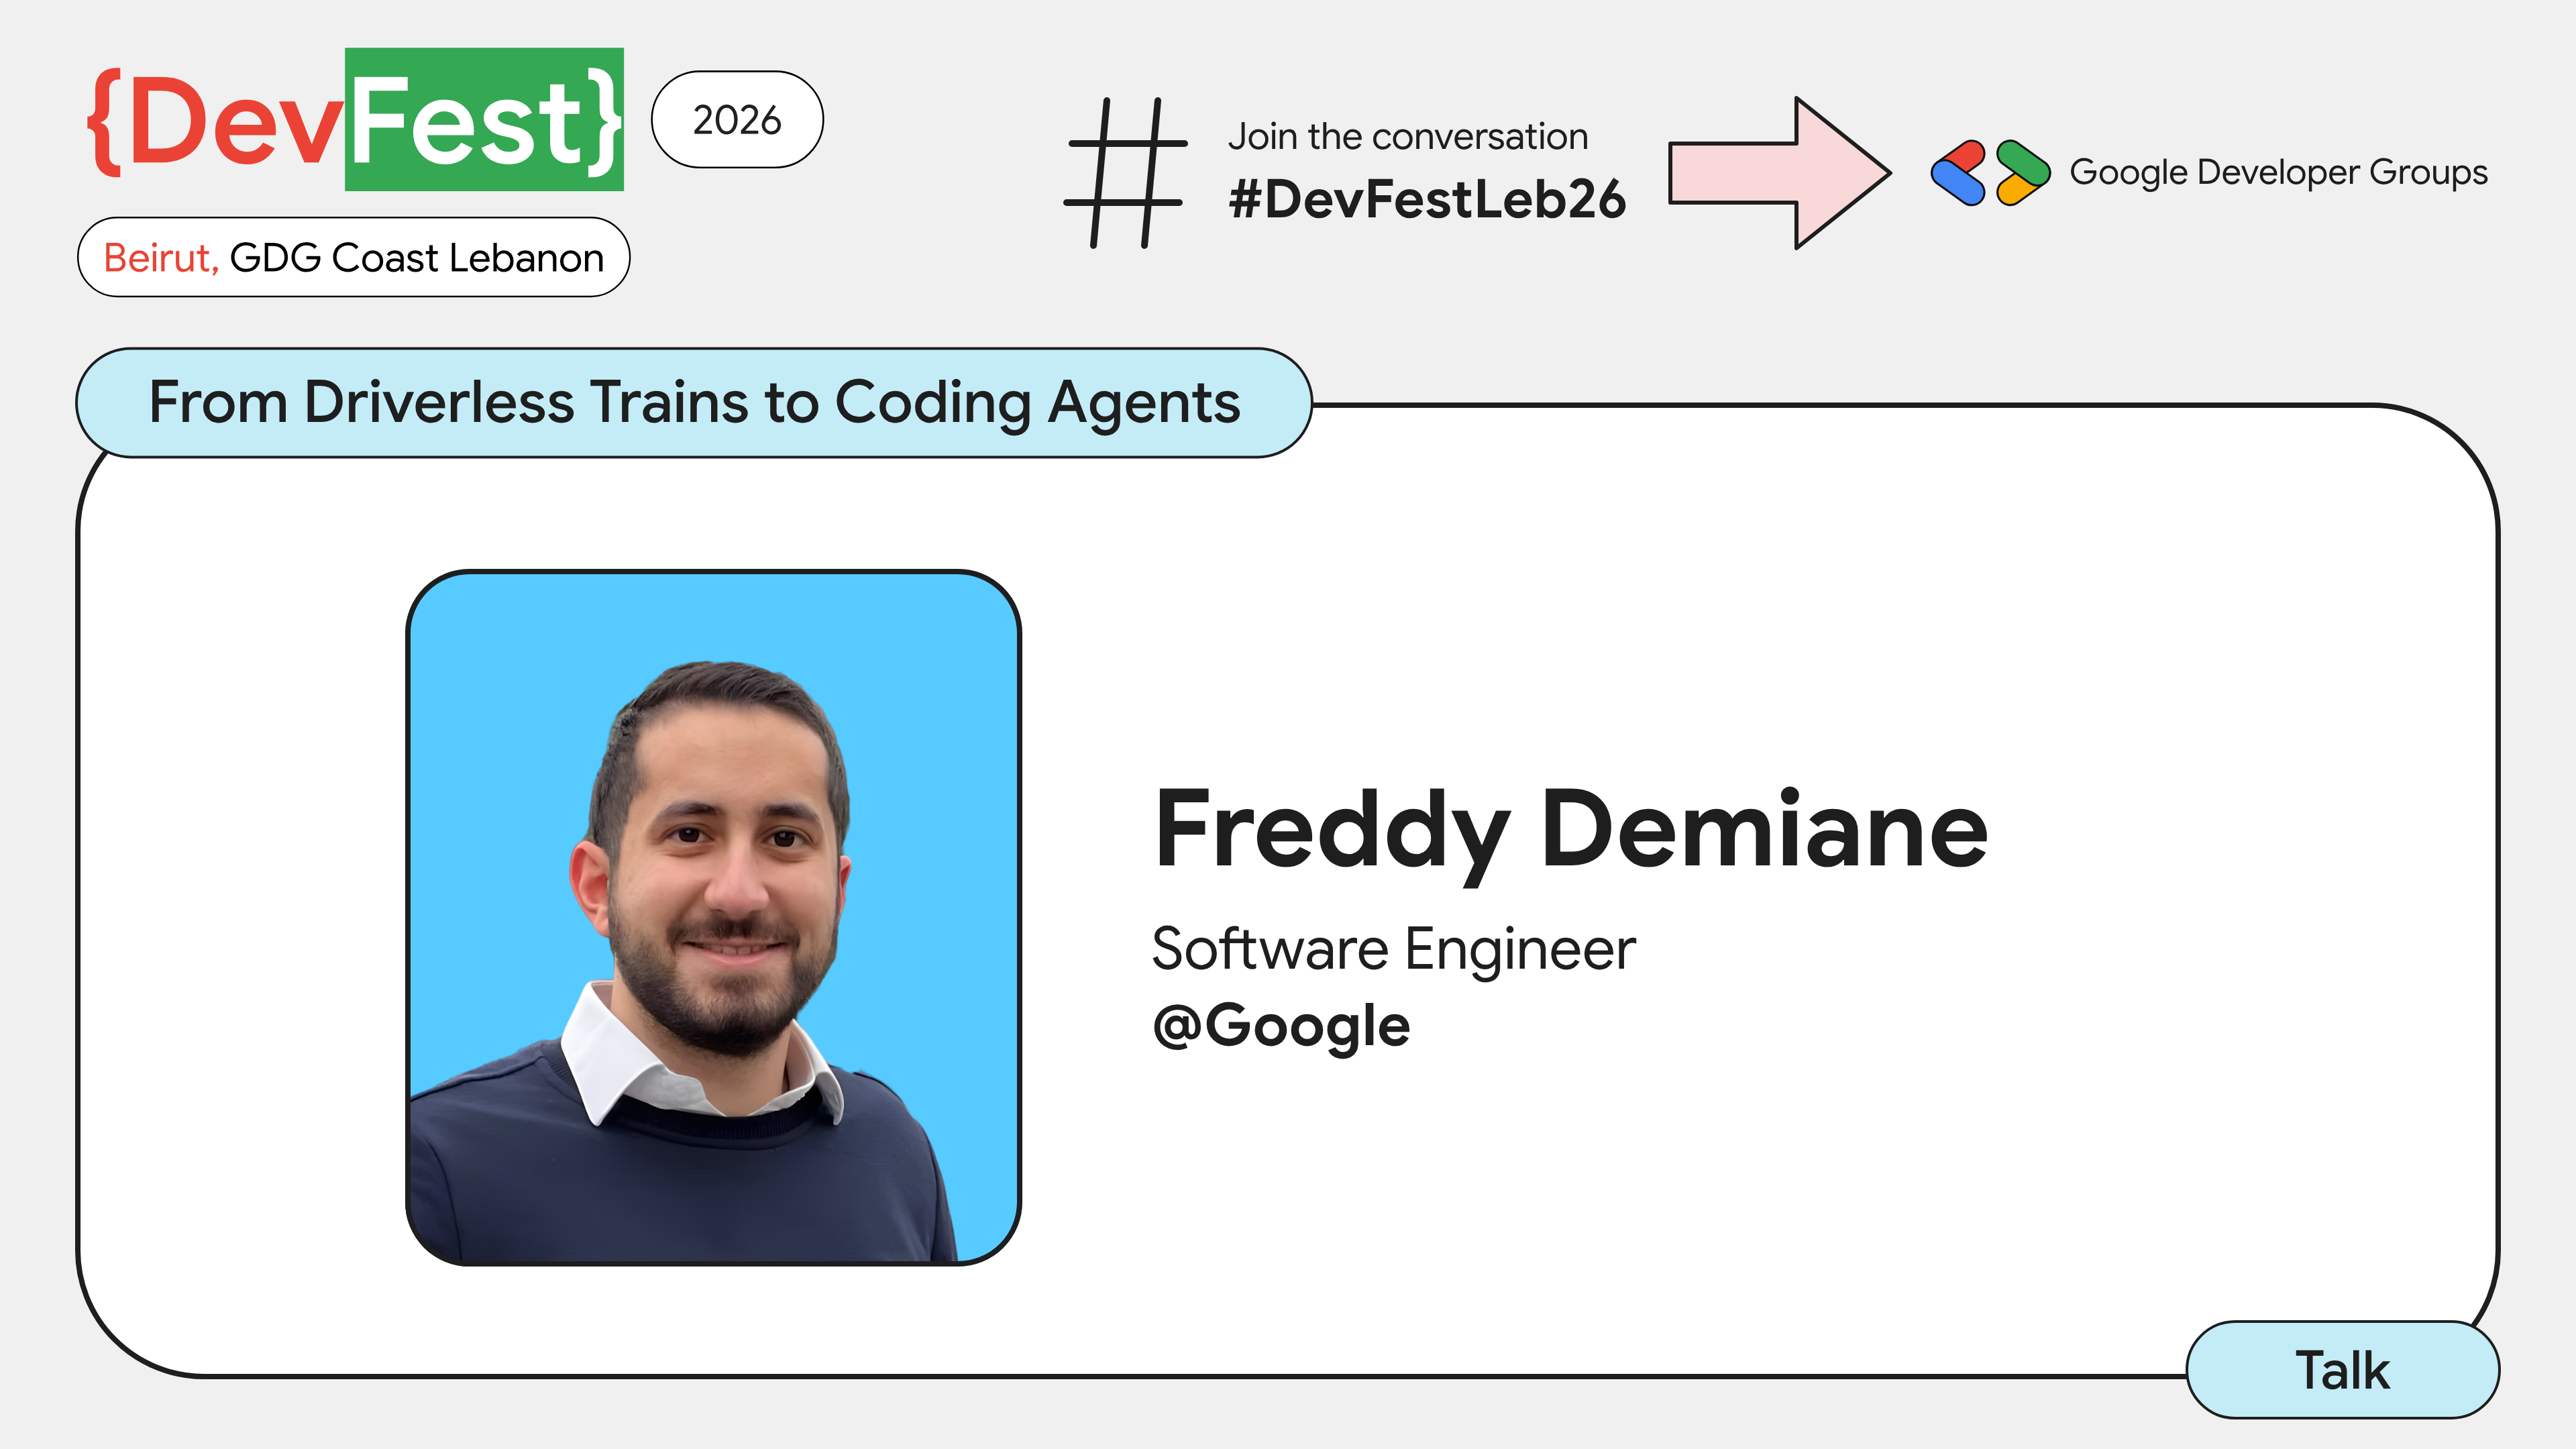 {DevFest}
2026
Beirut, GDG Coast Lebanon
Join the conversation
#DevFestLeb26
Google Developer Groups
From Driverless Trains to Coding Agents
Freddy Demiane
Software Engineer
@Google
Talk